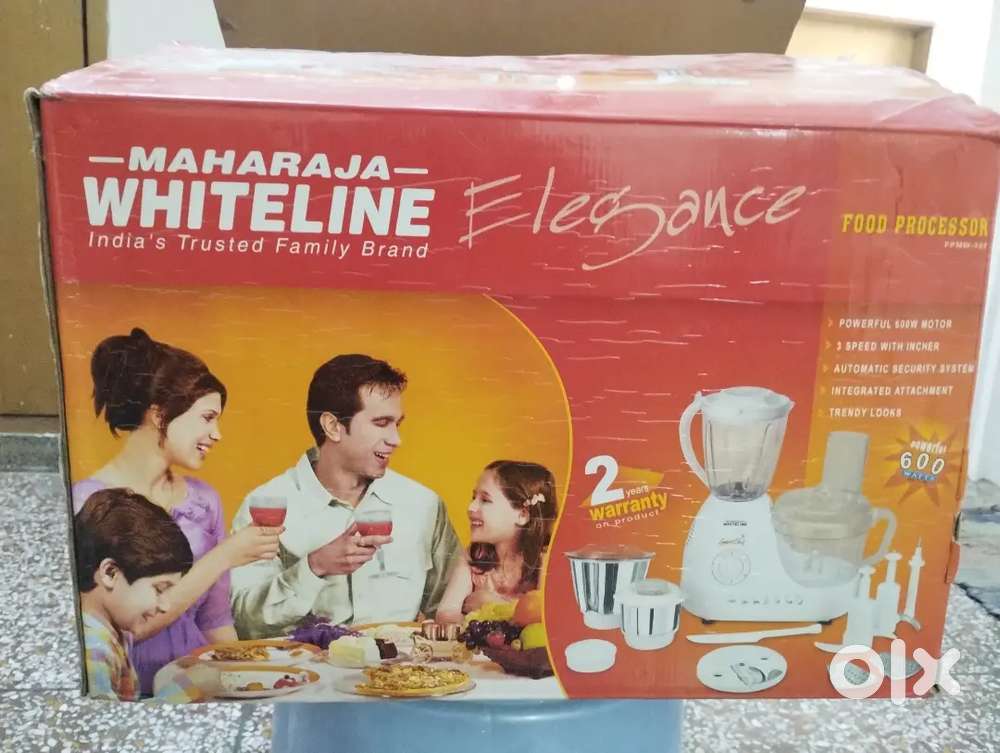 —MAHARAJA—
WHITELINE
India's Trusted Family Brand
Elegance
FOOD PROCESSOR
POWERFUL 600W MOTOR
3 SPEED WITH INCHER
AUTOMATIC SECURITY SYSTEM
INTEGRATED ATTACHMENT
TRENDY LOOKS
powerful
600
WATTS
2 years
warranty
on product
WHITELINE
olx